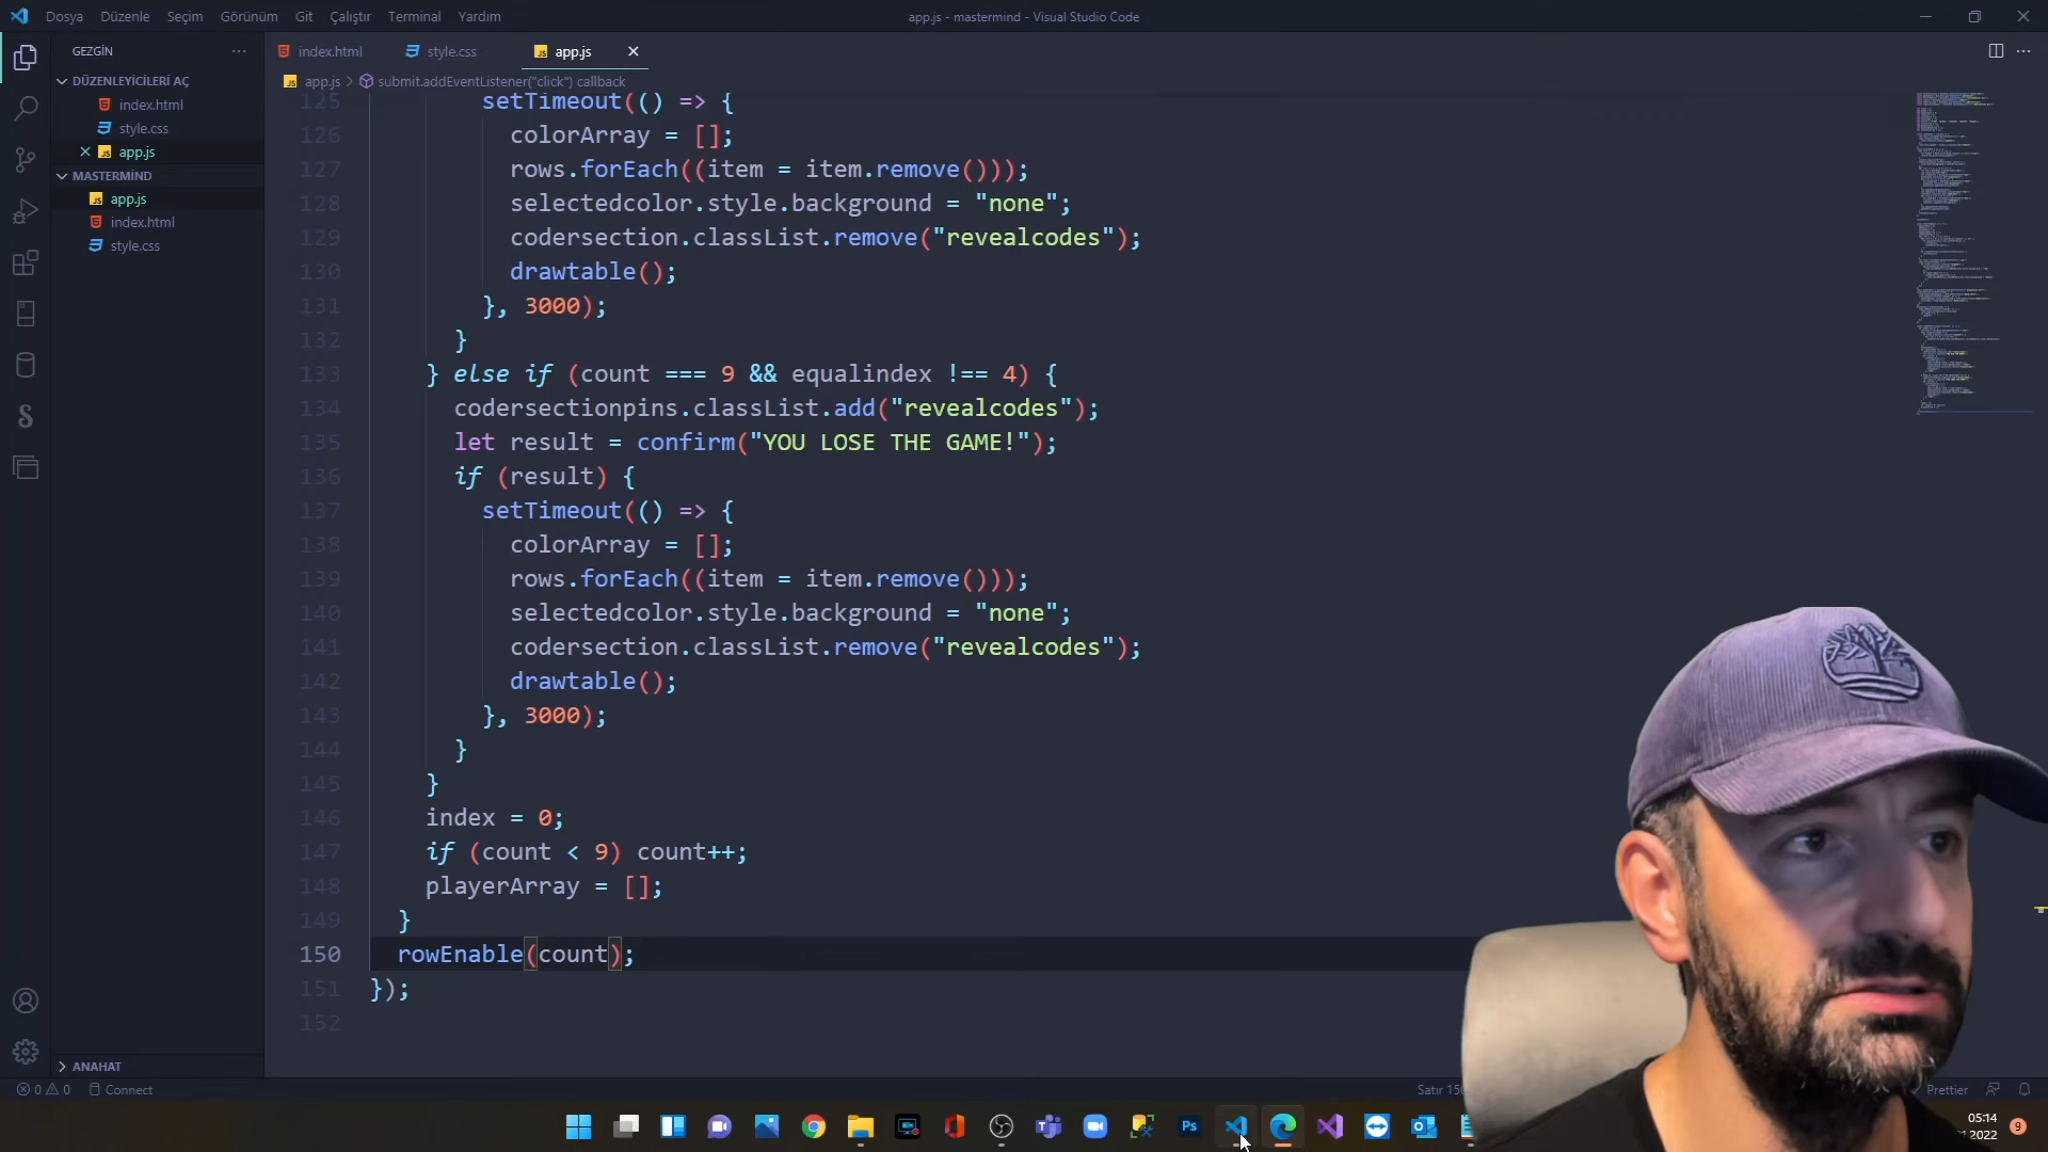 Dosya Düzenle Seçim Görünüm Git Çalıştır Terminal Yardım
app.js - mastermind - Visual Studio Code
GEZGİN
index.html style.css app.js
DÜZENLEYİCİLERİ AÇ
index.html
style.css
app.js
MASTERMİND
app.js
index.html
style.css
ANAHAT
app.js > submit.addEventListener("click") callback
125 setTimeout(() => {
126 colorArray = [];
127 rows.forEach((item = item.remove()));
128 selectedcolor.style.background = "none";
129 codersection.classList.remove("revealcodes");
130 drawtable();
131 }, 3000);
132 }
133 } else if (count === 9 && equalindex !== 4) {
134 codersectionpins.classList.add("revealcodes");
135 let result = confirm("YOU LOSE THE GAME!");
136 if (result) {
137 setTimeout(() => {
138 colorArray = [];
139 rows.forEach((item = item.remove()));
140 selectedcolor.style.background = "none";
141 codersection.classList.remove("revealcodes");
142 drawtable();
143 }, 3000);
144 }
145 }
146 index = 0;
147 if (count < 9) count++;
148 playerArray = [];
149 }
150 rowEnable(count);
151 });
152
0 0 Connect
Prettier
Ps
05:14
9